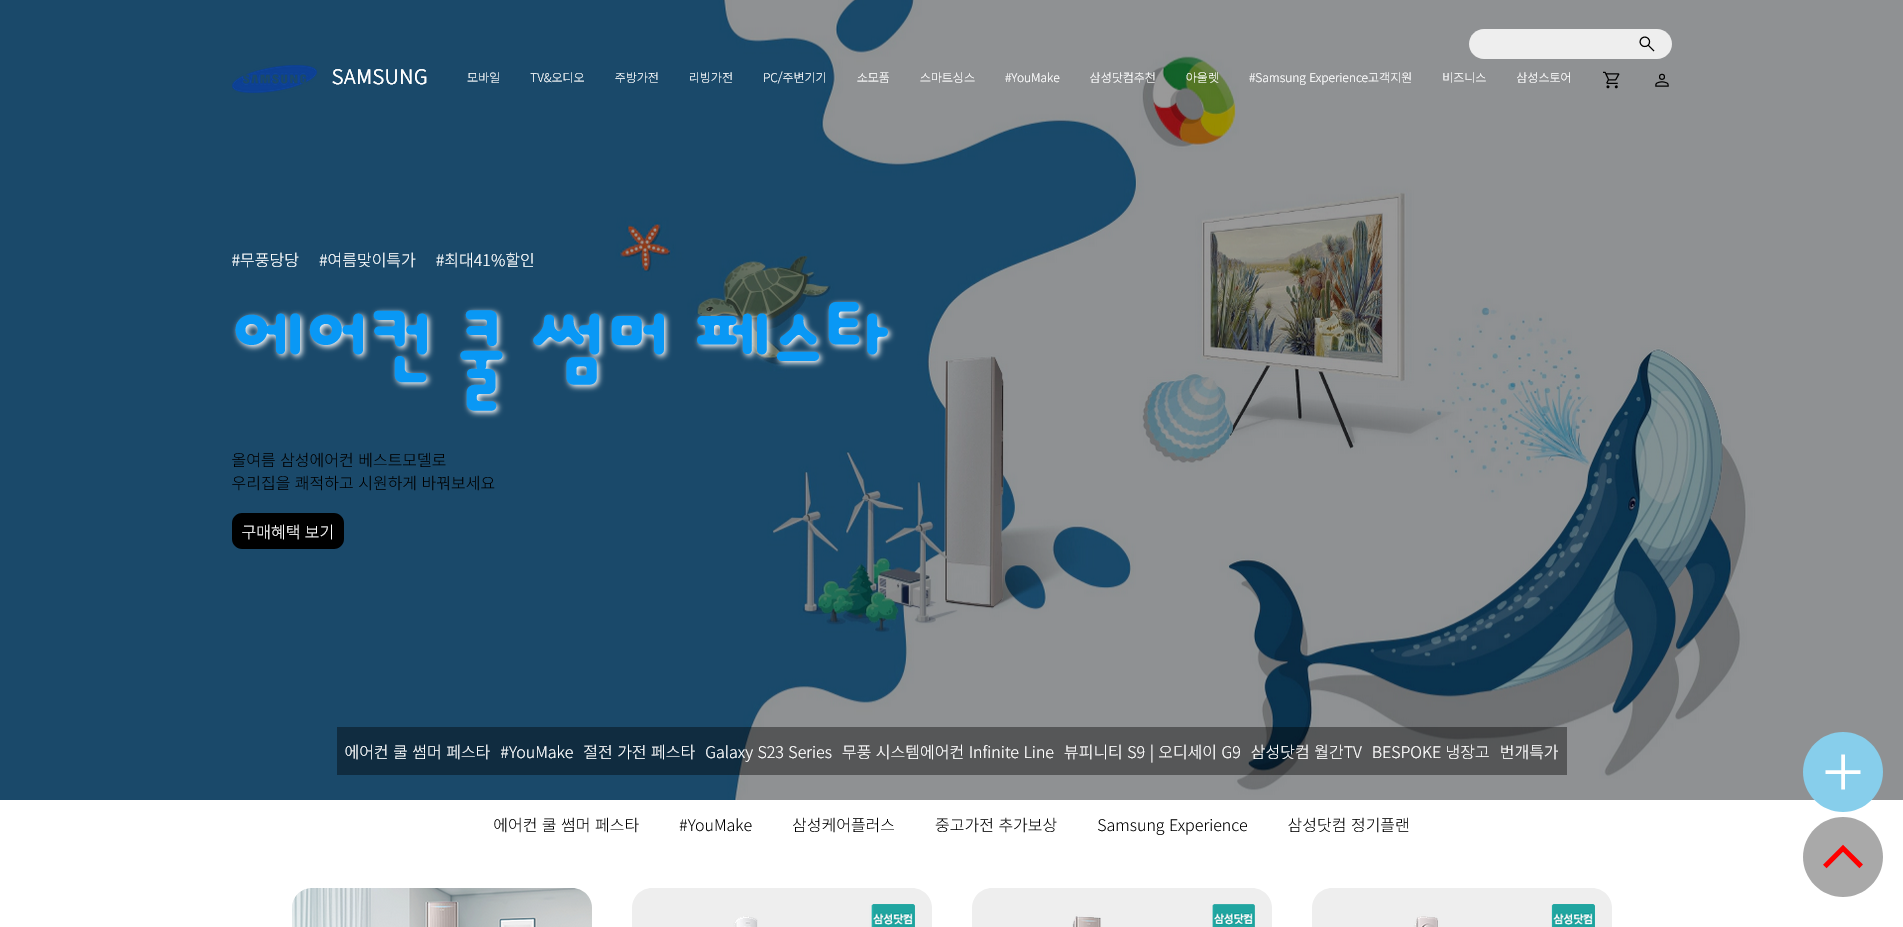 SAMSUNG 모바일 TV&오디오 주방가전 리빙가전 PC/주변기기 소모품 스마트싱스 #YouMake 삼성닷컴추천 아울렛 #Samsung Experience고객지원 비즈니스 삼성스토어
#무풍당당 #여름맞이특가 #최대41%할인
에어컨 쿨 썸머 페스타
올여름 삼성에어컨 베스트모델로
우리집을 쾌적하고 시원하게 바꿔보세요
구매혜택 보기
에어컨 쿨 썸머 페스타 #YouMake 절전 가전 페스타 Galaxy S23 Series 무풍 시스템에어컨 Infinite Line 뷰피니티 S9 | 오디세이 G9 삼성닷컴 월간TV BESPOKE 냉장고 번개특가
에어컨 쿨 썸머 페스타 #YouMake 삼성케어플러스 중고가전 추가보상 Samsung Experience 삼성닷컴 정기플랜
삼성닷컴 삼성닷컴 삼성닷컴